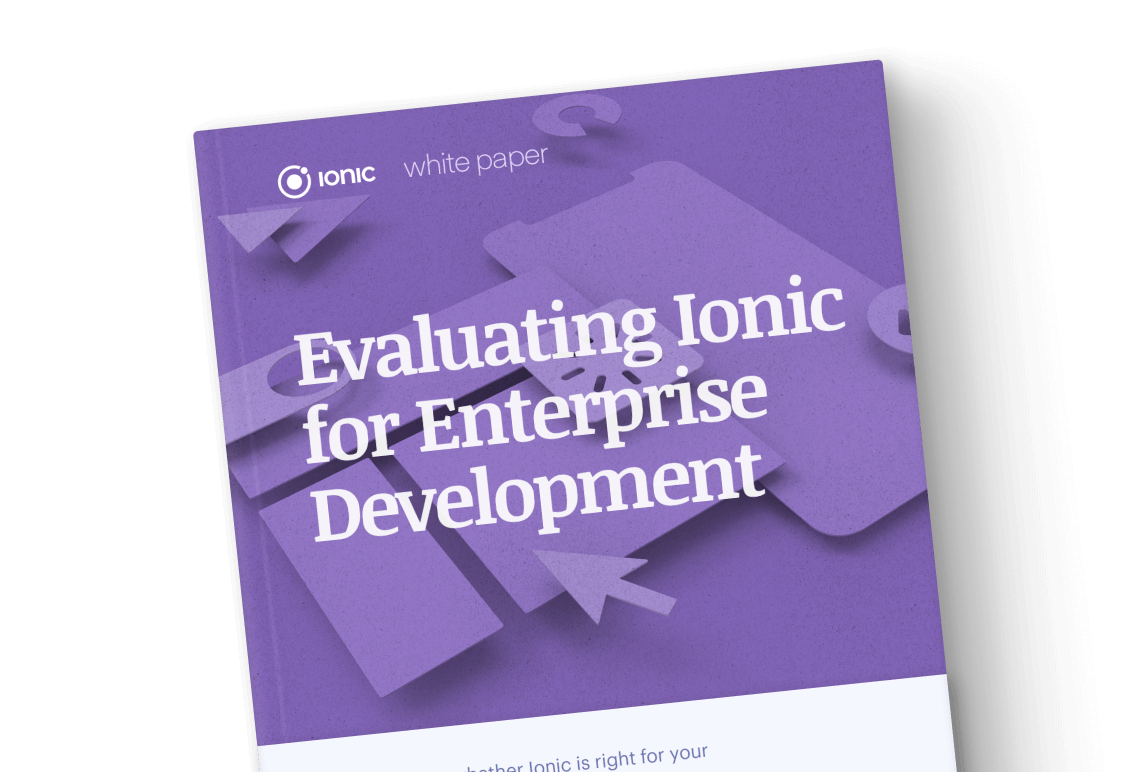 IONIC white paper
Evaluating Ionic
for Enterprise
Development
Ionic is right for your